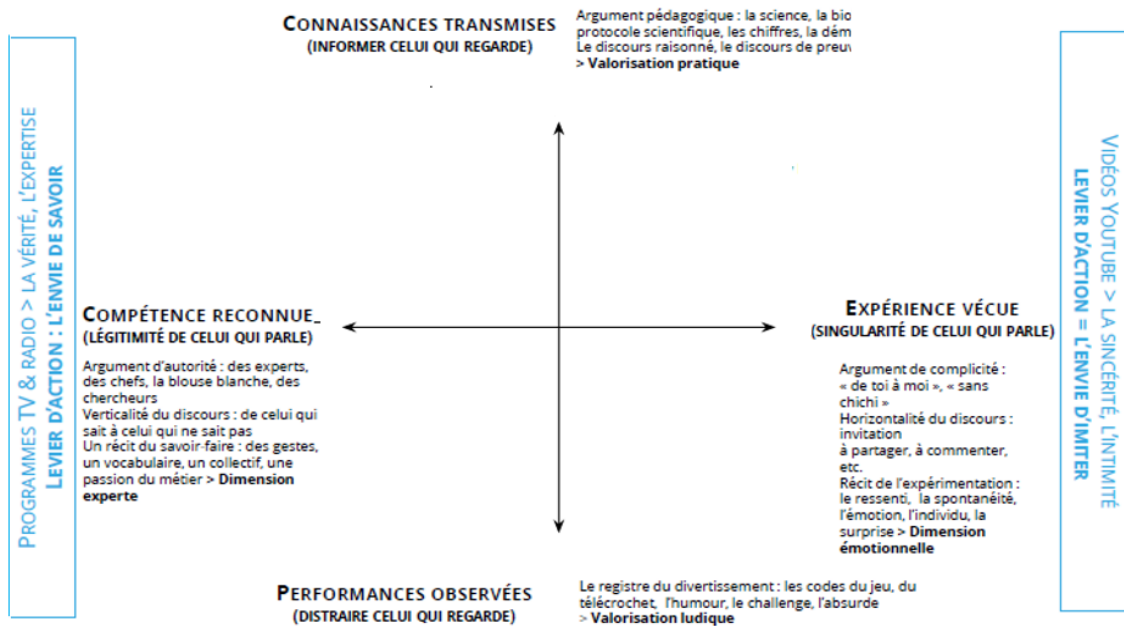 CONNAISSANCES TRANSMISES
(INFORMER CELUI QUI REGARDE)
Argument pédagogique : la science, la
protocole scientifique, les chiffres, la
Le discours raisonné, le discours de
> Valorisation pratique
PROGRAMMES TV & RADIO > LA VÉRITÉ, L'EXPERTISE
LEVIER D'ACTION : L'ENVIE DE SAVOIR
COMPÉTENCE RECONNUE_
(LÉGITIMITÉ DE CELUI QUI PARLE)
Argument d'autorité : des experts,
des chefs, la blouse blanche, des
chercheurs
Verticalité du discours : de celui qui
sait à celui qui ne sait pas
Un récit du savoir-faire : des gestes,
un vocabulaire, un collectif, une
passion du métier > Dimension
experte
EXPÉRIENCE VÉCUE
(SINGULARITÉ DE CELUI QUI PARLE)
Argument de complicité :
« de toi à moi », « sans
chichi »
Horizontalité du discours :
invitation
à partager, à commenter,
etc.
Récit de l'expérimentation :
le ressenti, la spontanéité,
l'émotion, l'individu, la
surprise > Dimension
émotionnelle
VIDÉOS YOUTUBE > LA SINCÉRITÉ, L'INTIMITÉ
LEVIER D'ACTION = L'ENVIE D'IMITER
PERFORMANCES OBSERVÉES
(DISTRAIRE CELUI QUI REGARDE)
Le registre du divertissement : les codes du jeu, du
télécrochet, l'humour, le challenge, l'absurde
> Valorisation ludique